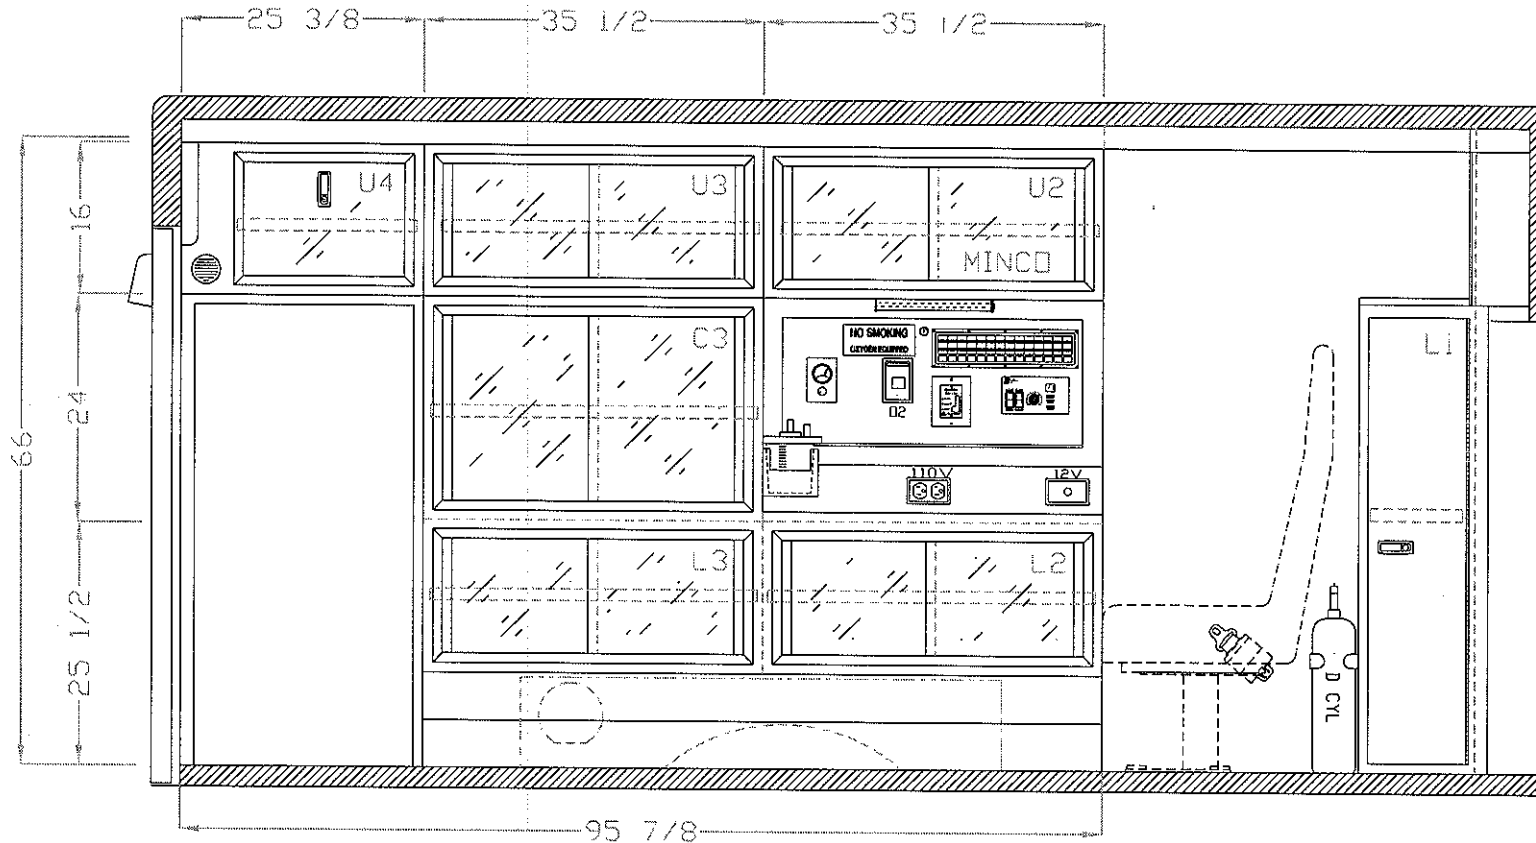 25 3/8
35 1/2
35 1/2
66
16
24
25 1/2
U4
U3
U2
MINCO
C3
NO SMOKING
OXYGEN EQUIPPED
L1
O2
110V
12V
L3
L2
D CYL
95 7/8